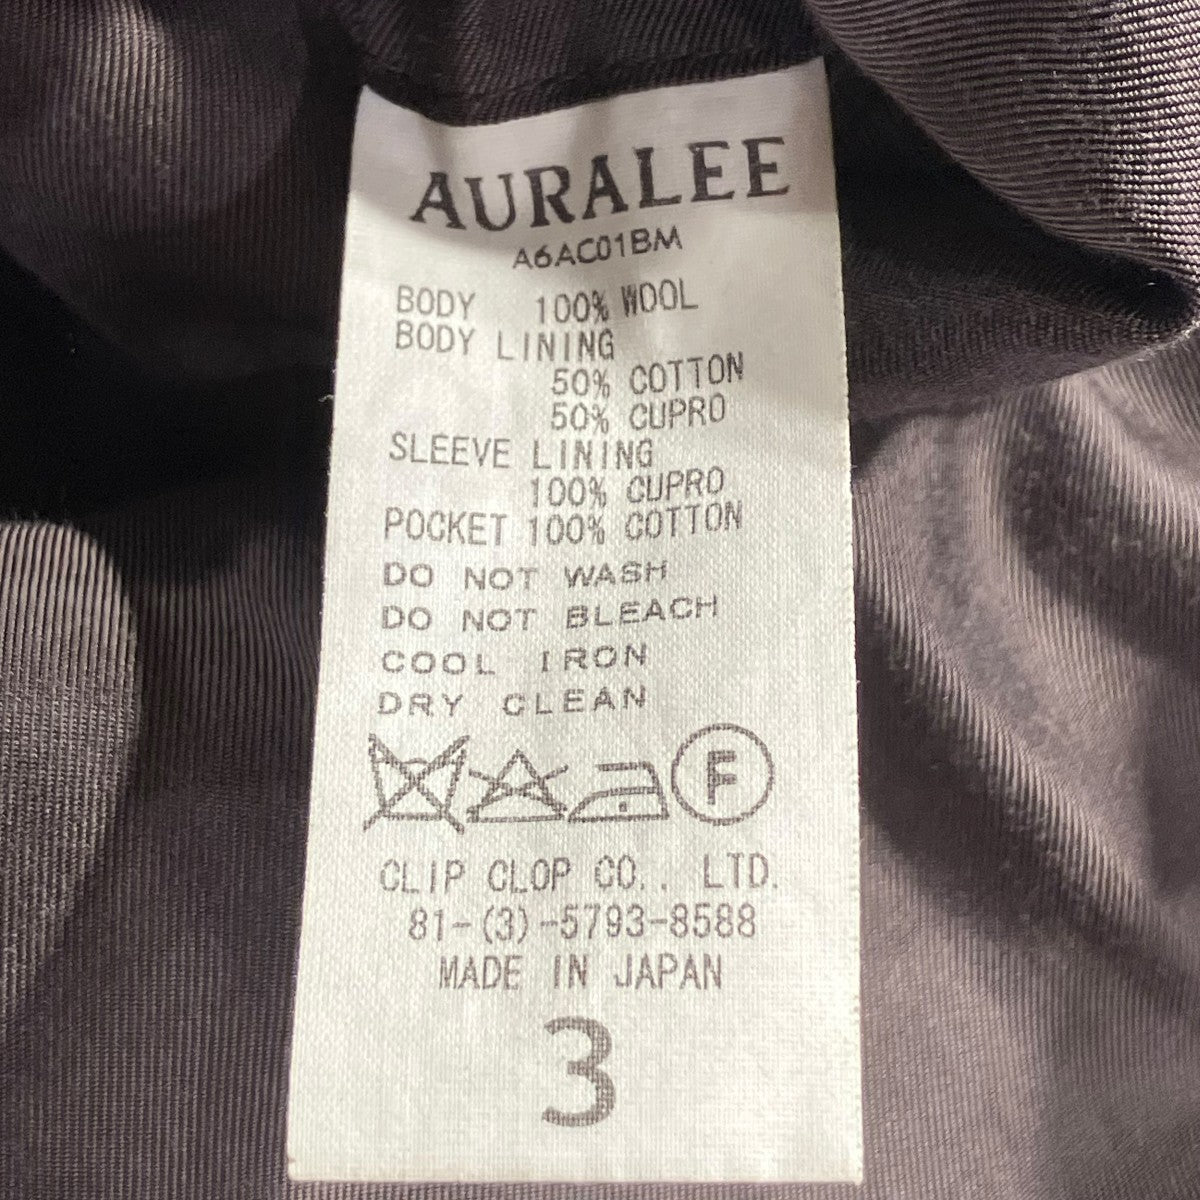 AURALEE
A6AC01BM
BODY 100% WOOL
BODY LINING
50% COTTON
50% CUPRO
SLEEVE LINING
100% CUPRO
POCKET 100% COTTON
DO NOT WASH
DO NOT BLEACH
COOL IRON
DRY CLEAN
F
CLIP CLOP CO., LTD.
81-(3)-5793-8588
MADE IN JAPAN
3